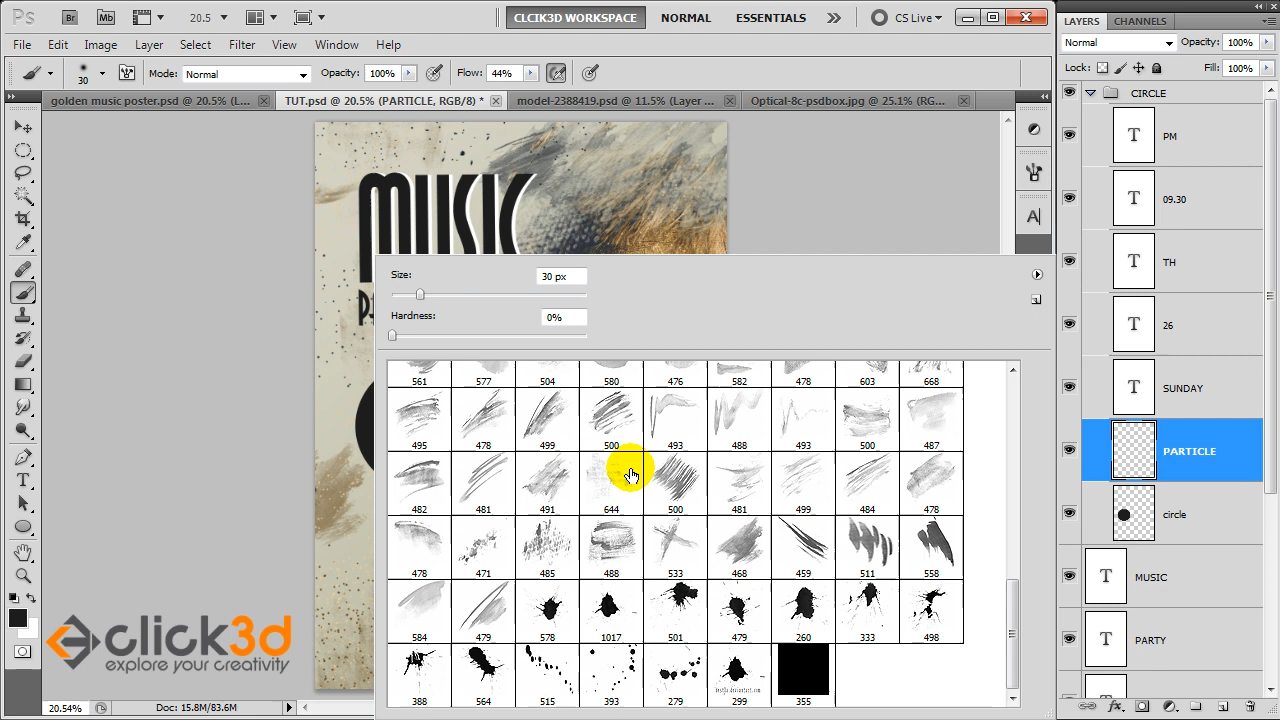 Ps Br Mb 20.5 CLCIK3D WORKSPACE NORMAL ESSENTIALS CS Live
File Edit Image Layer Select Filter Analysis View Window Help
30 Mode: Normal Opacity: 100% Flow: 44%
golden music poster.psd @ 20.5% (L... TUT.psd @ 20.5% (PARTICLE, RGB/8) * model-2388419.psd @ 11.5% (Layer ... Optical-8c-psdbox.jpg @ 25.1% (RG...
MUSIC
Size: 30 px
Hardness: 0%
561 577 504 580 476 582 478 603 668
495 478 499 500 493 488 493 500 487
482 481 491 644 500 481 499 484 478
478 471 485 488 533 468 459 511 558
584 479 578 1017 501 479 260 333 498
388 564 515 393 279 299 355
click3d
explore your creativity
20.54% Doc: 15.8M/83.6M
LAYERS CHANNELS
Normal Opacity: 100%
Lock: Fill: 100%
CIRCLE
T PM
T 09.30
T TH
T 26
T SUNDAY
PARTICLE
circle
T MUSIC
T PARTY